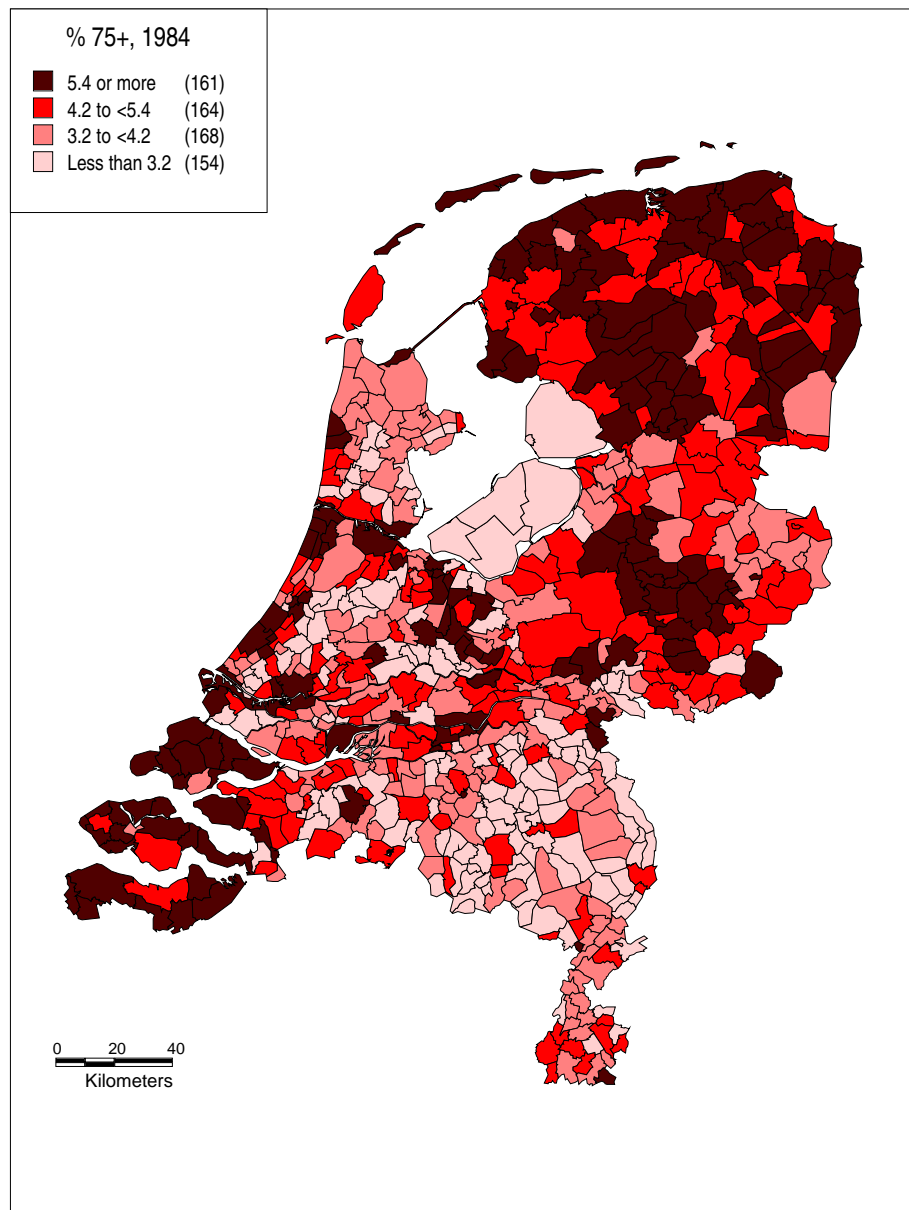 % 75+, 1984
5.4 or more (161)
4.2 to <5.4 (164)
3.2 to <4.2 (168)
Less than 3.2 (154)
0 20 40
Kilometers